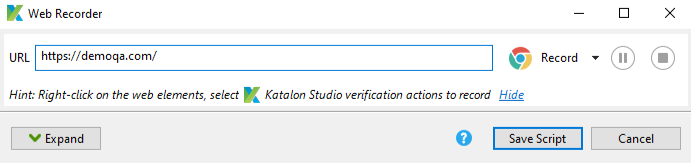 Web Recorder
URL https://demoqa.com/ Record
Hint: Right-click on the web elements, select Katalon Studio verification actions to record Hide
Expand ? Save Script Cancel